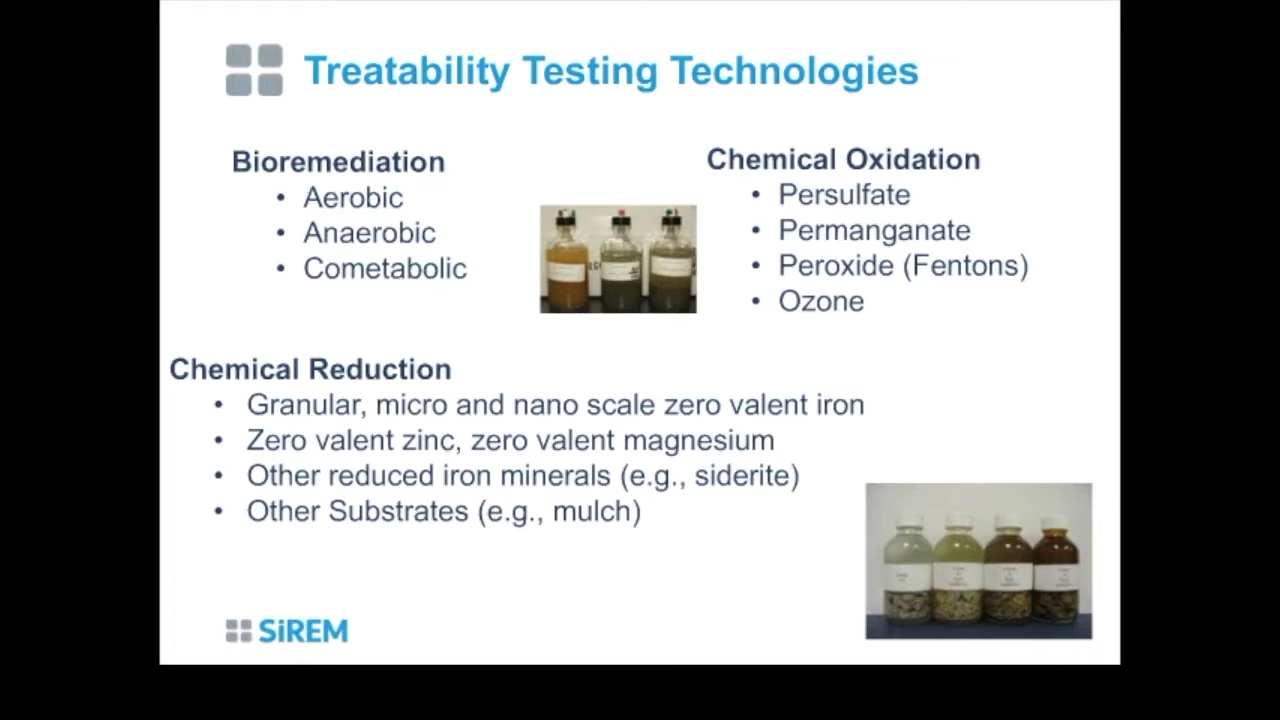 Treatability Testing Technologies
Bioremediation
• Aerobic
• Anaerobic
• Cometabolic
Chemical Oxidation
• Persulfate
• Permanganate
• Peroxide (Fentons)
• Ozone
Chemical Reduction
• Granular, micro and nano scale zero valent iron
• Zero valent zinc, zero valent magnesium
• Other reduced iron minerals (e.g., siderite)
• Other Substrates (e.g., mulch)
SiREM